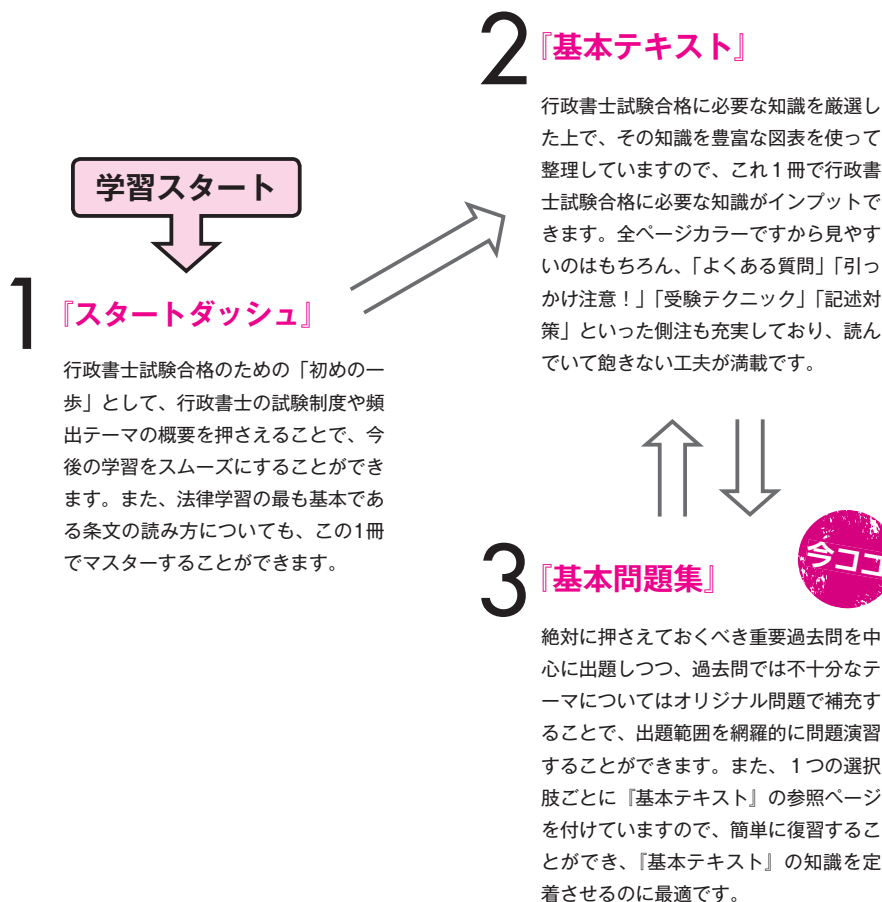 学習スタート
1
『スタートダッシュ』
行政書士試験合格のための「初めの一
歩」として、行政書士の試験制度や頻
出テーマの概要を押さえることで、今
後の学習をスムーズにすることができ
ます。また、法律学習の最も基本であ
る条文の読み方についても、この1冊
でマスターすることができます。
2
『基本テキスト』
行政書士試験合格に必要な知識を厳選し
た上で、その知識を豊富な図表を使って
整理していますので、これ1冊で行政書
士試験合格に必要な知識がインプットで
きます。全ページカラーですから見やす
いのはもちろん、「よくある質問」「引っ
かけ注意!」「受験テクニック」「記述対
策」といった側注も充実しており、読ん
でいて飽きない工夫が満載です。
3
『基本問題集』
今ココ
絶対に押さえておくべき重要過去問を中
心に出題しつつ、過去問では不十分なテ
ーマについてはオリジナル問題で補充す
ることで、出題範囲を網羅的に問題演習
することができます。また、1つの選択
肢ごとに『基本テキスト』の参照ページ
を付けていますので、簡単に復習するこ
とができ、『基本テキスト』の知識を定
着させるのに最適です。